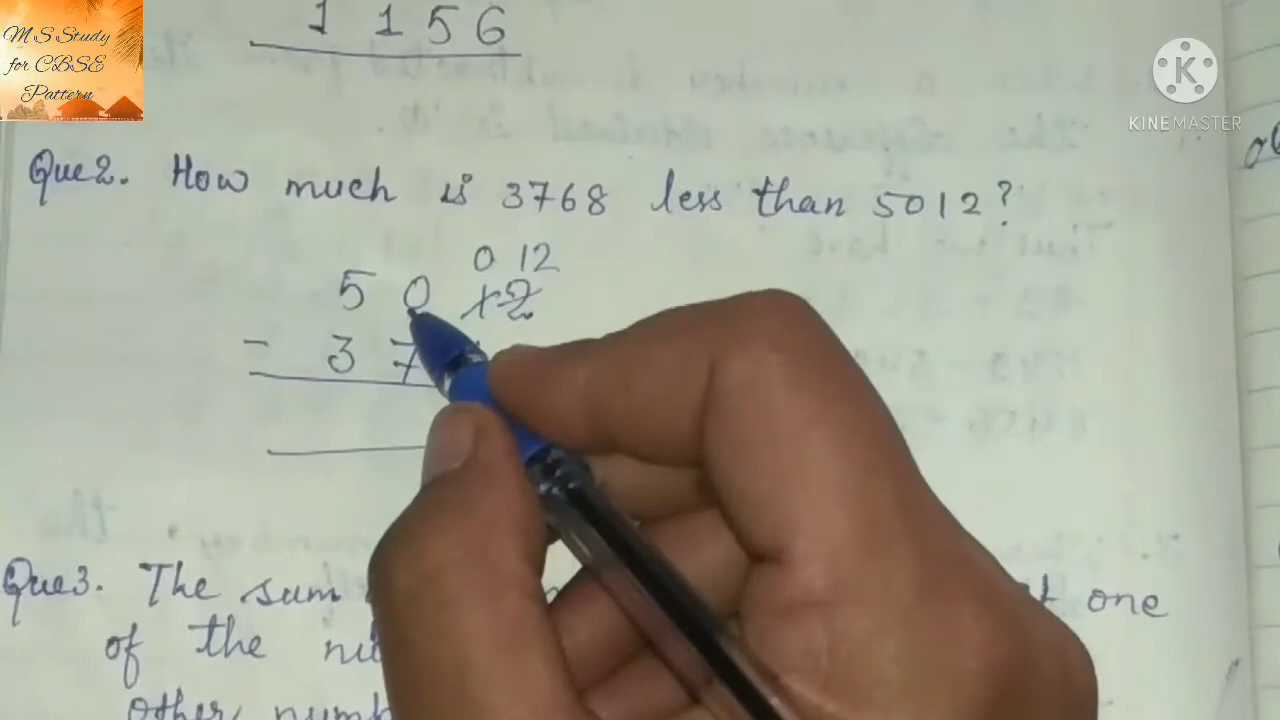 M S Study
for CBSE
Pattern
KINEMASTER
1 1 5 6
Que2. How much is 3768 less than 5012?
0 12
5 0 1 2
- 3 7
Que3. The sum one
of the
other